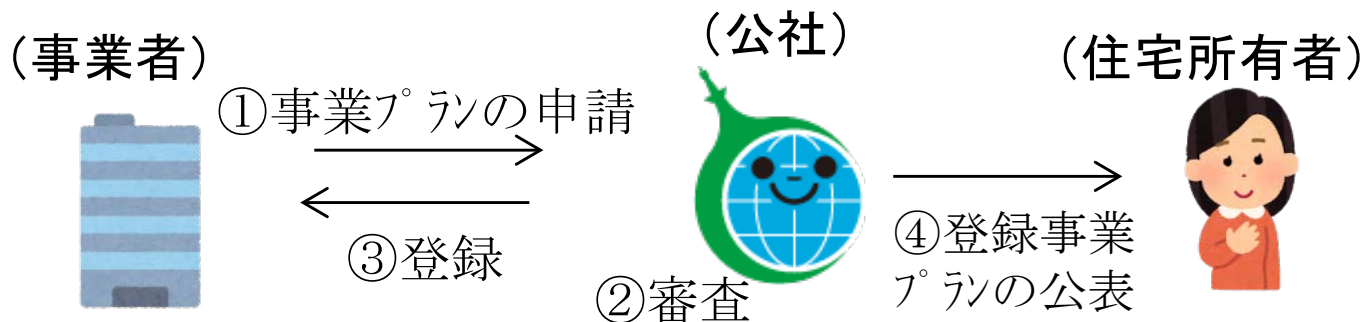 （事業者）
（公社）
（住宅所有者）
①事業プランの申請
③登録
②審査
④登録事業
プランの公表